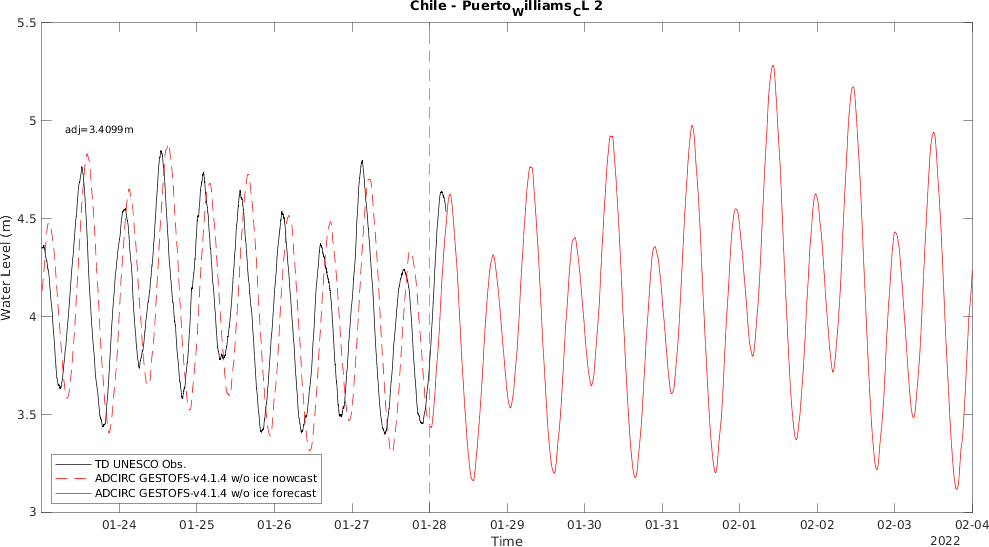 Chile - PuertoWilliamsCL 2
5.5
5
4.5
4
3.5
3
Water Level (m)
adj=3.4099m
TD UNESCO Obs.
ADCIRC GESTOFS-v4.1.4 w/o ice nowcast
ADCIRC GESTOFS-v4.1.4 w/o ice forecast
01-24 01-25 01-26 01-27 01-28 01-29 01-30 01-31 02-01 02-02 02-03 02-04
Time
2022